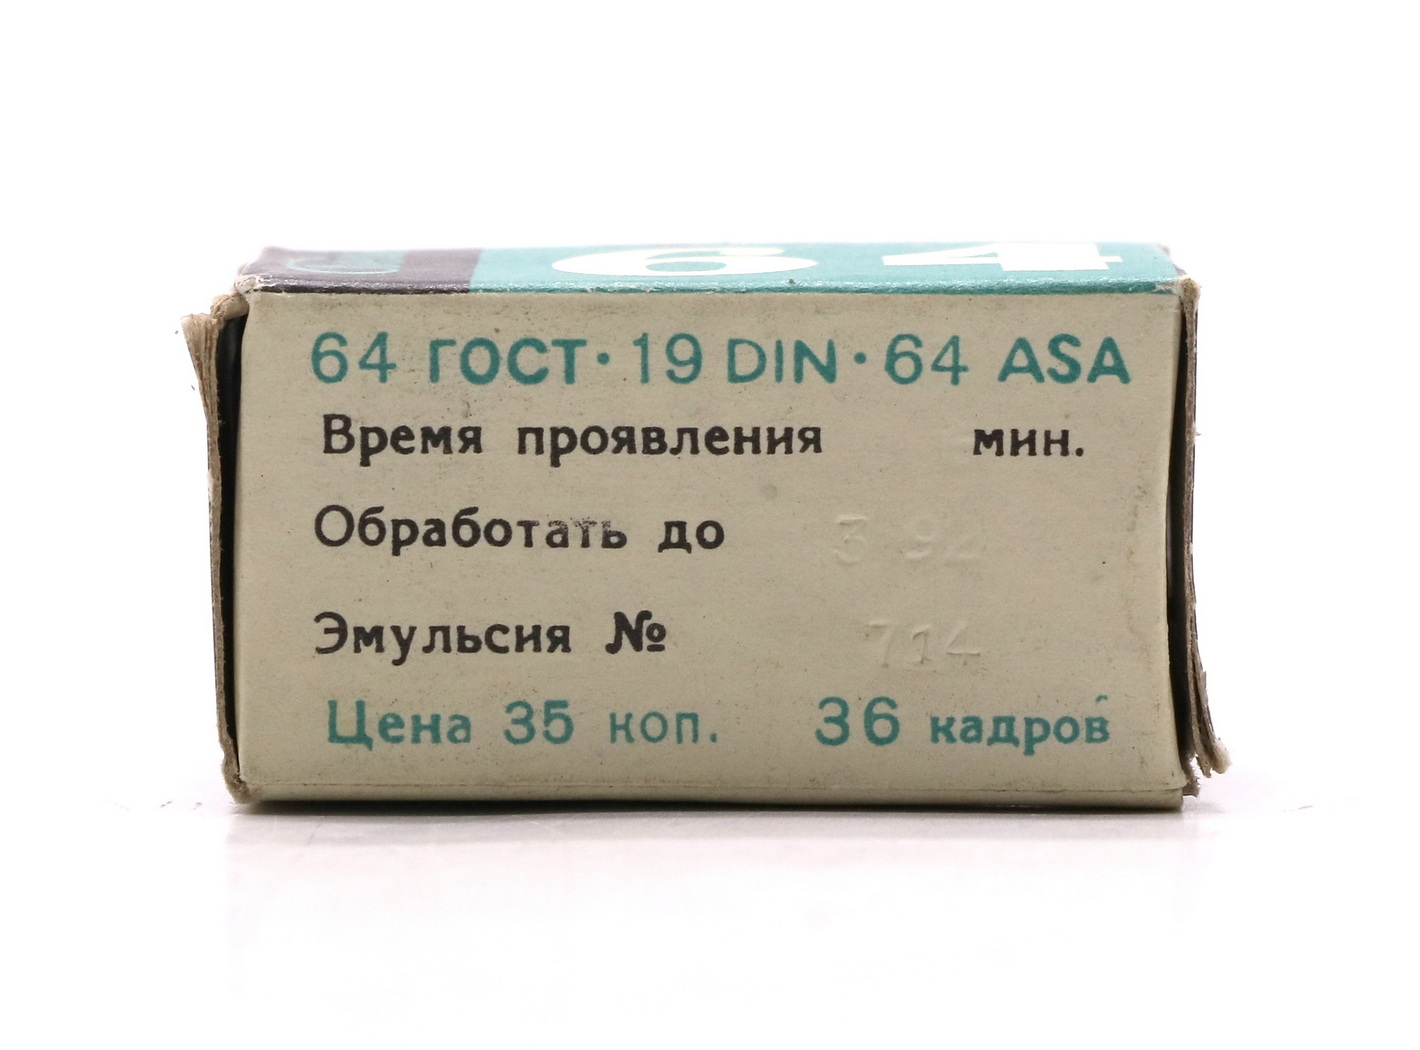 64
64 ГОСТ · 19 DIN · 64 ASA
Время проявления мин.
Обработать до 3 92
Эмульсия № 714
Цена 35 коп. 36 кадров